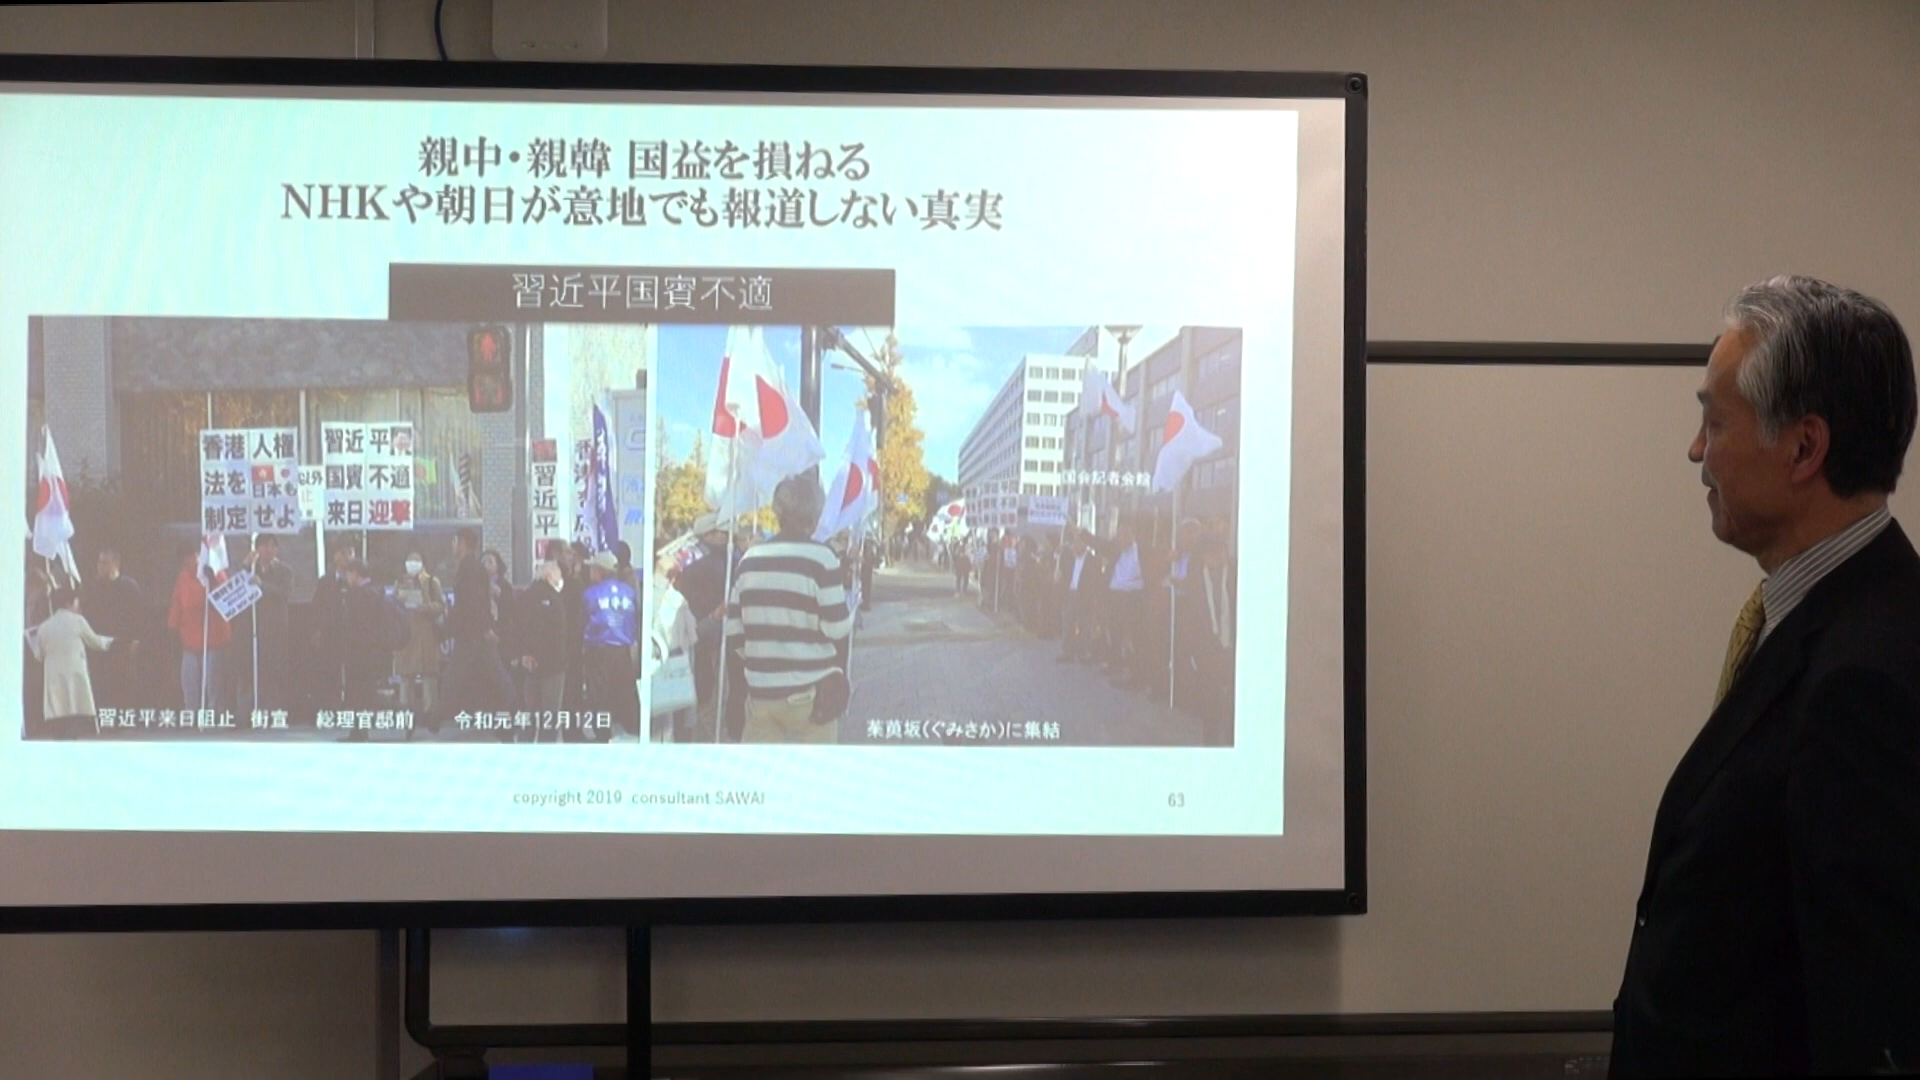 親中・親韓 国益を損ねる
NHKや朝日が意地でも報道しない真実
習近平国賓不適
香港 人権
法を 日本も
制定 せよ
以外
習近平
国賓 不適
来日 迎撃
習近平
国会記者会館
習近平来日阻止 街宣 総理官邸前 令和元年12月12日
茱萸坂(ぐみさか)に集結
copyright 2019 consultant SAWAI
63